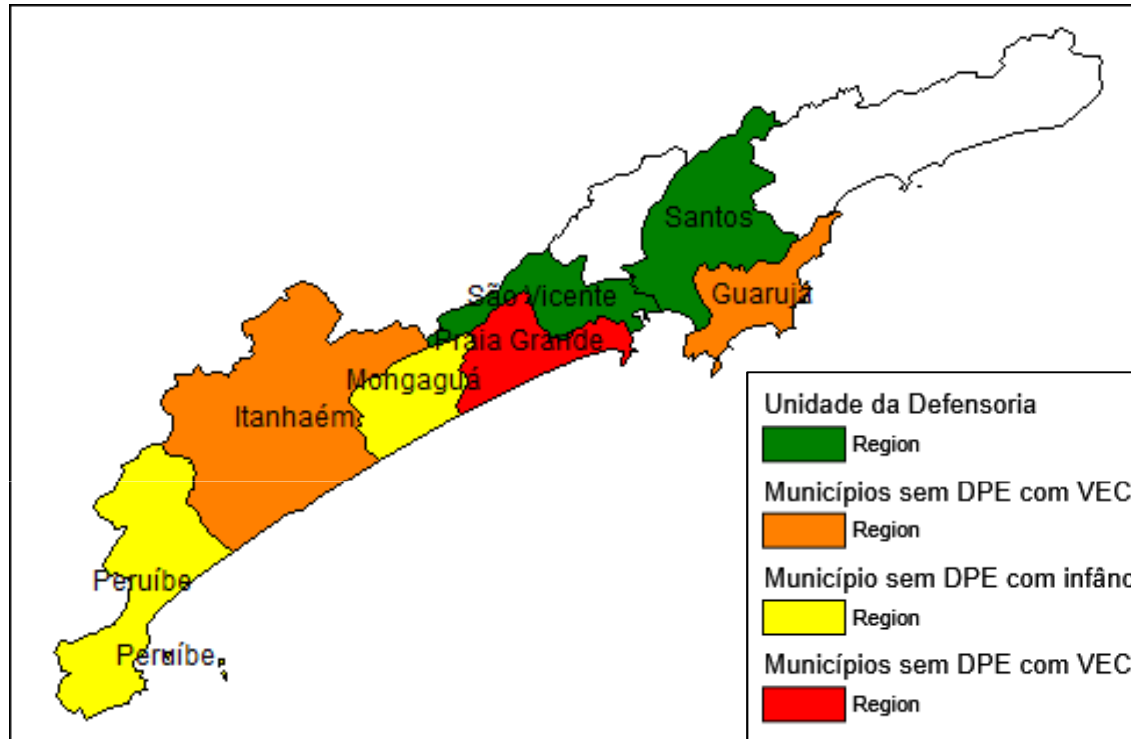 Santos
São Vicente
Guarujá
Praia Grande
Mongaguá
Itanhaém
Peruíbe
Peruíbe
Unidade da Defensoria
Region
Municípios sem DPE com VEC
Region
Município sem DPE com infânc
Region
Municípios sem DPE com VEC
Region